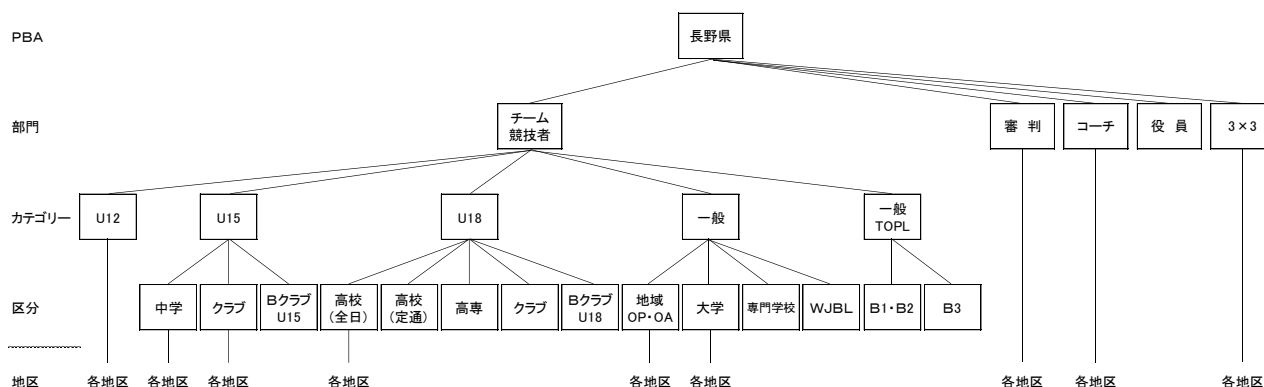 PBA
長野県
部門
チーム
競技者
審 判
コーチ
役 員
3×3
カテゴリー
U12
U15
U18
一般
一般
TOPL
区分
中学
クラブ
Bクラブ
U15
高校
（全日）
高校
（定通）
高専
クラブ
Bクラブ
U18
地域
OP・OA
大学
専門学校
WJBL
B1・B2
B3
地区
各地区
各地区
各地区
各地区
各地区
各地区
各地区
各地区
各地区